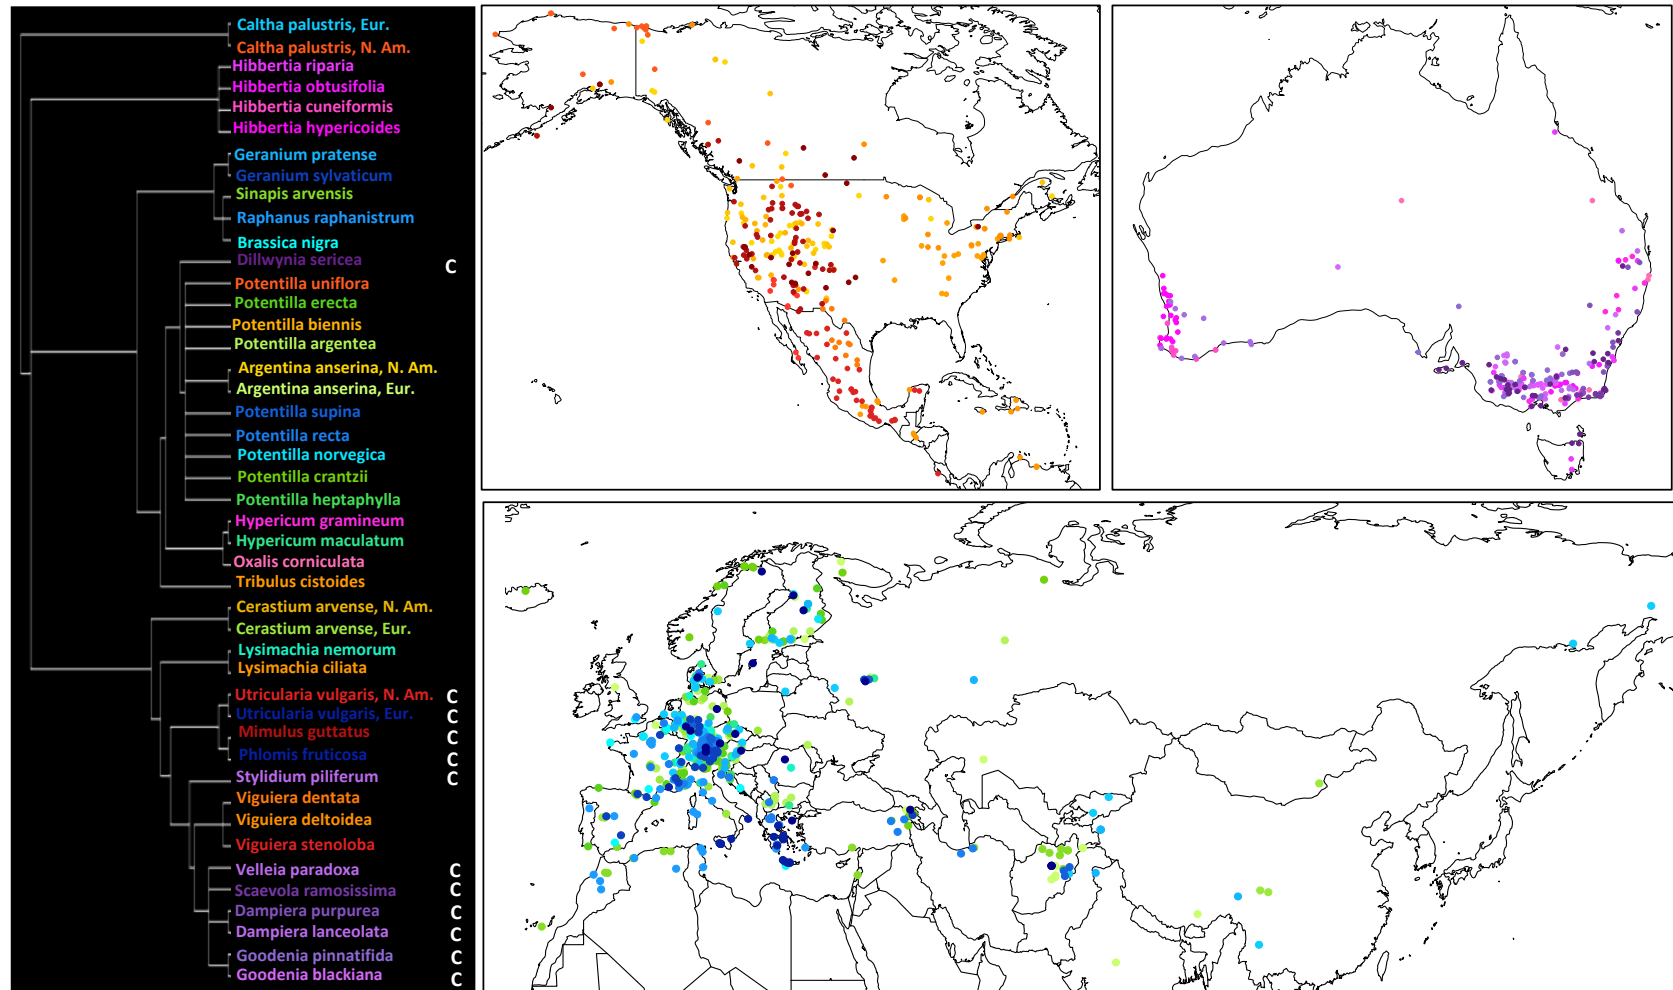 Caltha palustris, Eur.
Caltha palustris, N. Am.
Hibbertia riparia
Hibbertia obtusifolia
Hibbertia cuneiformis
Hibbertia hypericoides
Geranium pratense
Geranium sylvaticum
Sinapis arvensis
Raphanus raphanistrum
Brassica nigra
Dillwynia sericea C
Potentilla uniflora
Potentilla erecta
Potentilla biennis
Potentilla argentea
Argentina anserina, N. Am.
Argentina anserina, Eur.
Potentilla supina
Potentilla recta
Potentilla norvegica
Potentilla crantzii
Potentilla heptaphylla
Hypericum gramineum
Hypericum maculatum
Oxalis corniculata
Tribulus cistoides
Cerastium arvense, N. Am.
Cerastium arvense, Eur.
Lysimachia nemorum
Lysimachia ciliata
Utricularia vulgaris, N. Am. C
Utricularia vulgaris, Eur. C
Mimulus guttatus C
Phlomis fruticosa C
Stylidium piliferum C
Viguiera dentata
Viguiera deltoidea
Viguiera stenoloba
Velleia paradoxa C
Scaevola ramosissima C
Dampiera purpurea C
Dampiera lanceolata C
Goodenia pinnatifida C
Goodenia blackiana C